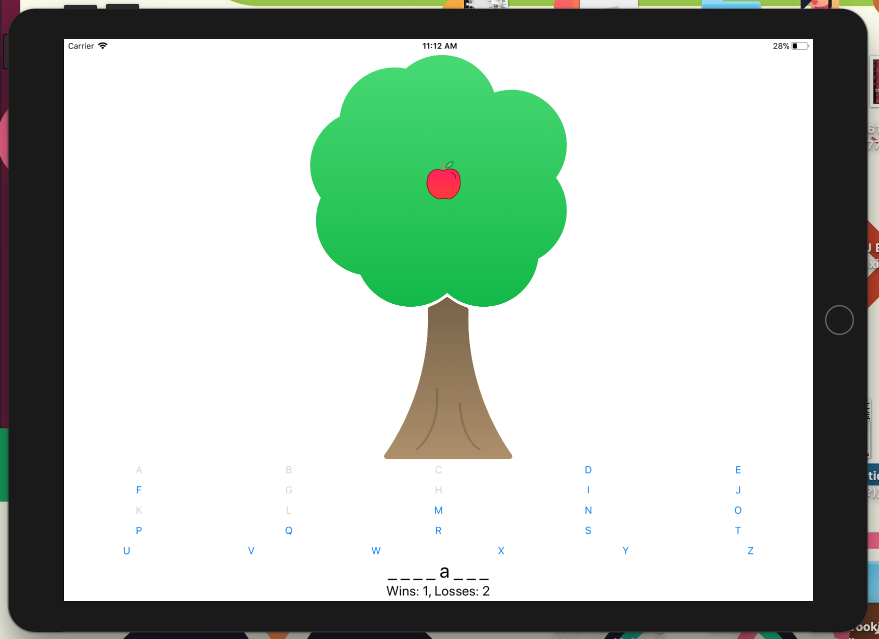 Carrier 11:12 AM 28%
A B C D E
F G H I J
K L M N O
P Q R S T
U V W X Y Z
_ _ _ _ a _ _ _
Wins: 1, Losses: 2